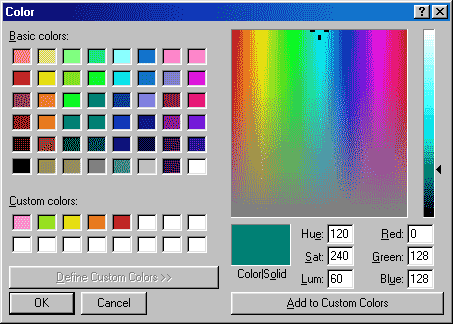 Color
Basic colors:
Custom colors:
Define Custom Colors >>
OK
Cancel
Color|Solid
Hue: 120
Sat: 240
Lum: 60
Red: 0
Green: 128
Blue: 128
Add to Custom Colors